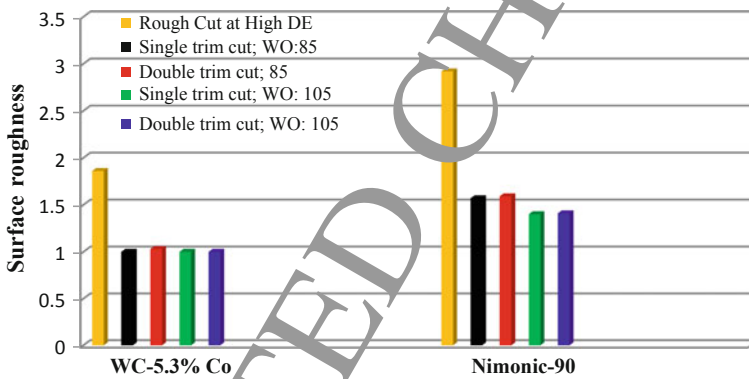 3.5
3
2.5
2
1.5
1
0.5
0
Surface roughness
Rough Cut at High DE
Single trim cut; WO:85
Double trim cut; 85
Single trim cut; WO: 105
Double trim cut; WO: 105
WC-5.3% Co
Nimonic-90
TED CH